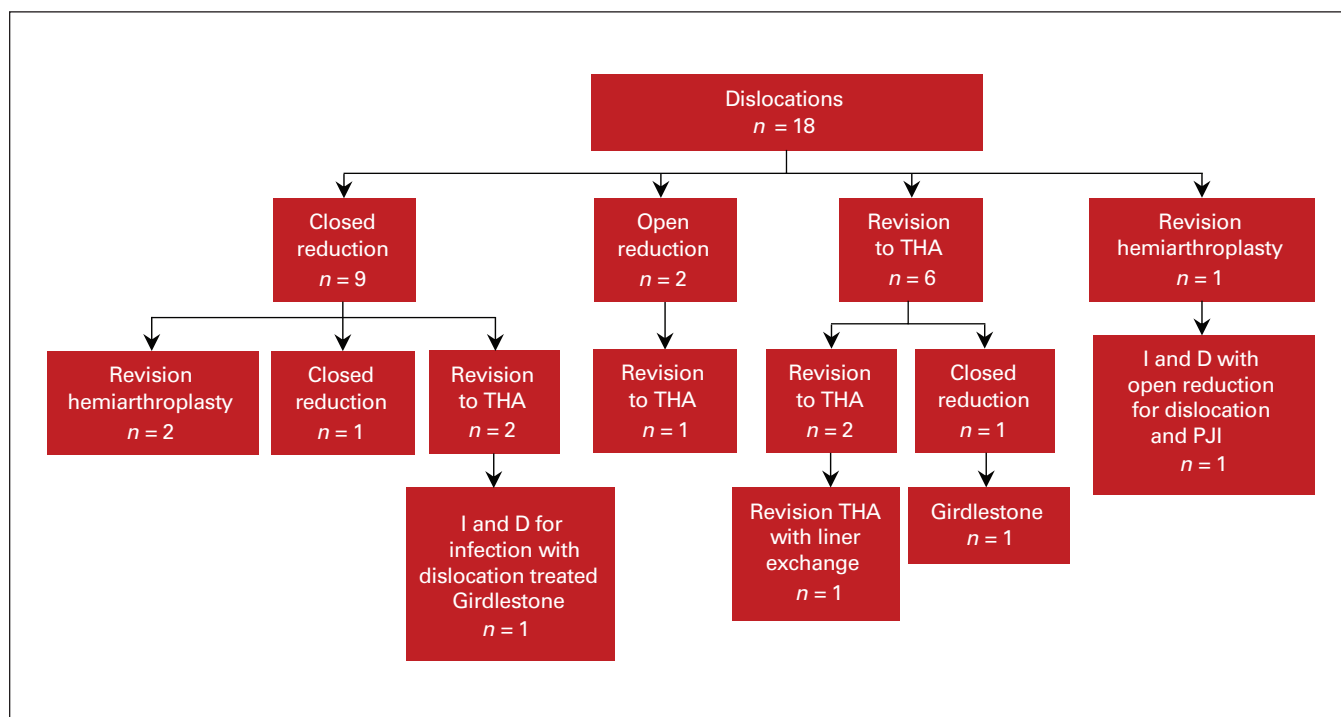 Dislocations
n = 18
Closed
reduction
n = 9
Open
reduction
n = 2
Revision
to THA
n = 6
Revision
hemiarthroplasty
n = 1
Revision
hemiarthroplasty
n = 2
Closed
reduction
n = 1
Revision
to THA
n = 2
Revision
to THA
n = 1
Revision
to THA
n = 2
Closed
reduction
n = 1
I and D with
open reduction
for dislocation
and PJI
n = 1
I and D for
infection with
dislocation treated
Girdlestone
n = 1
Revision THA
with liner
exchange
n = 1
Girdlestone
n = 1